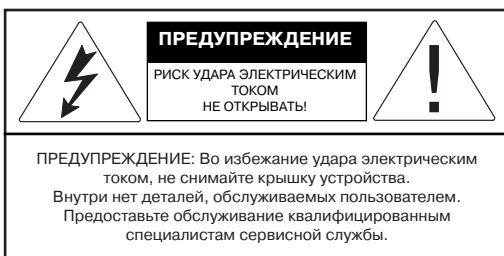 ПРЕДУПРЕЖДЕНИЕ
РИСК УДАРА ЭЛЕКТРИЧЕСКИМ
ТОКОМ
НЕ ОТКРЫВАТЬ!
ПРЕДУПРЕЖДЕНИЕ: Во избежание удара электрическим
током, не снимайте крышку устройства.
Внутри нет деталей, обслуживаемых пользователем.
Предоставьте обслуживание квалифицированным
специалистам сервисной службы.